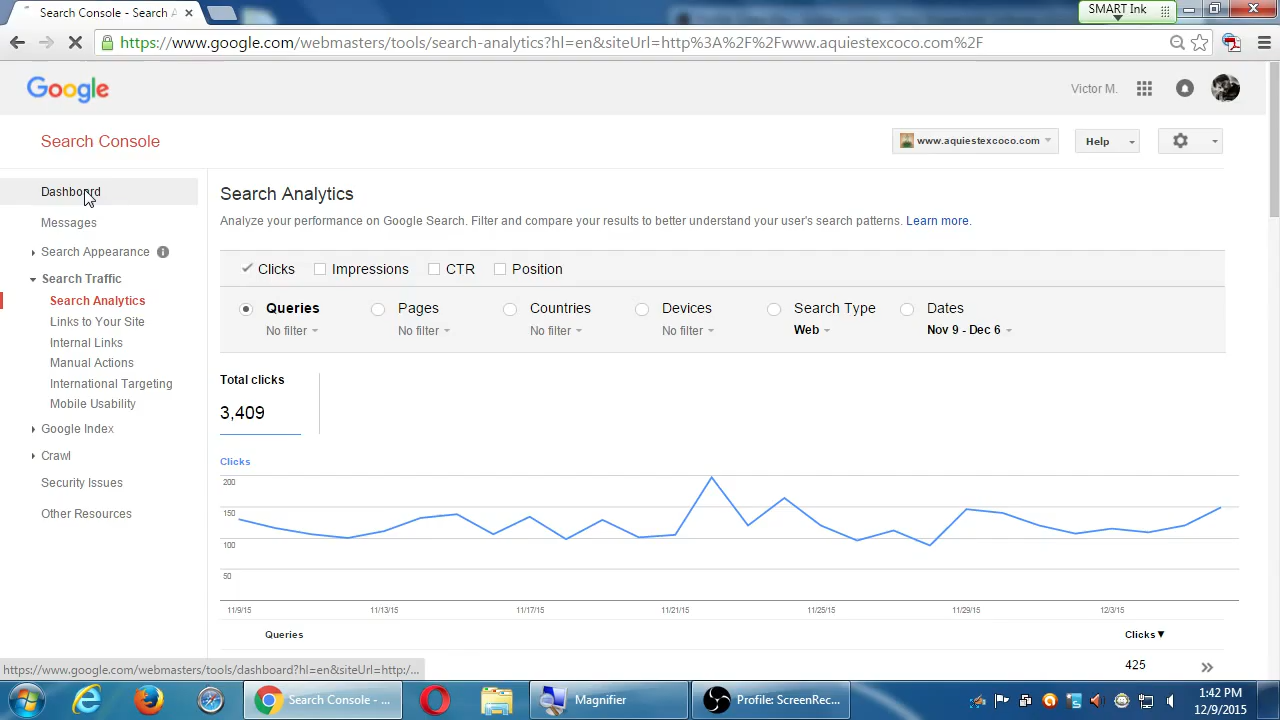 SMART Ink
Search Console - Search A
https://www.google.com/webmasters/tools/search-analytics?hl=en&siteUrl=http%3A%2F%2Fwww.aquiestexcoco.com%2F
Google
Victor M.
Search Console
www.aquiestexcoco.com
Help
Dashboard
Messages
Search Appearance
Search Traffic
Search Analytics
Links to Your Site
Internal Links
Manual Actions
International Targeting
Mobile Usability
Google Index
Crawl
Security Issues
Other Resources
Search Analytics
Analyze your performance on Google Search. Filter and compare your results to better understand your user's search patterns. Learn more.
Clicks Impressions CTR Position
Queries Pages Countries Devices Search Type Dates
No filter No filter No filter No filter Web Nov 9 - Dec 6
Total clicks
3,409
Clicks
200
150
100
50
11/9/15 11/13/15 11/17/15 11/21/15 11/25/15 11/29/15 12/3/15
Queries Clicks▼
425 »
https://www.google.com/webmasters/tools/dashboard?hl=en&siteUrl=http:/...
Search Console - ...
Magnifier
Profile: ScreenRec...
1:42 PM
12/9/2015